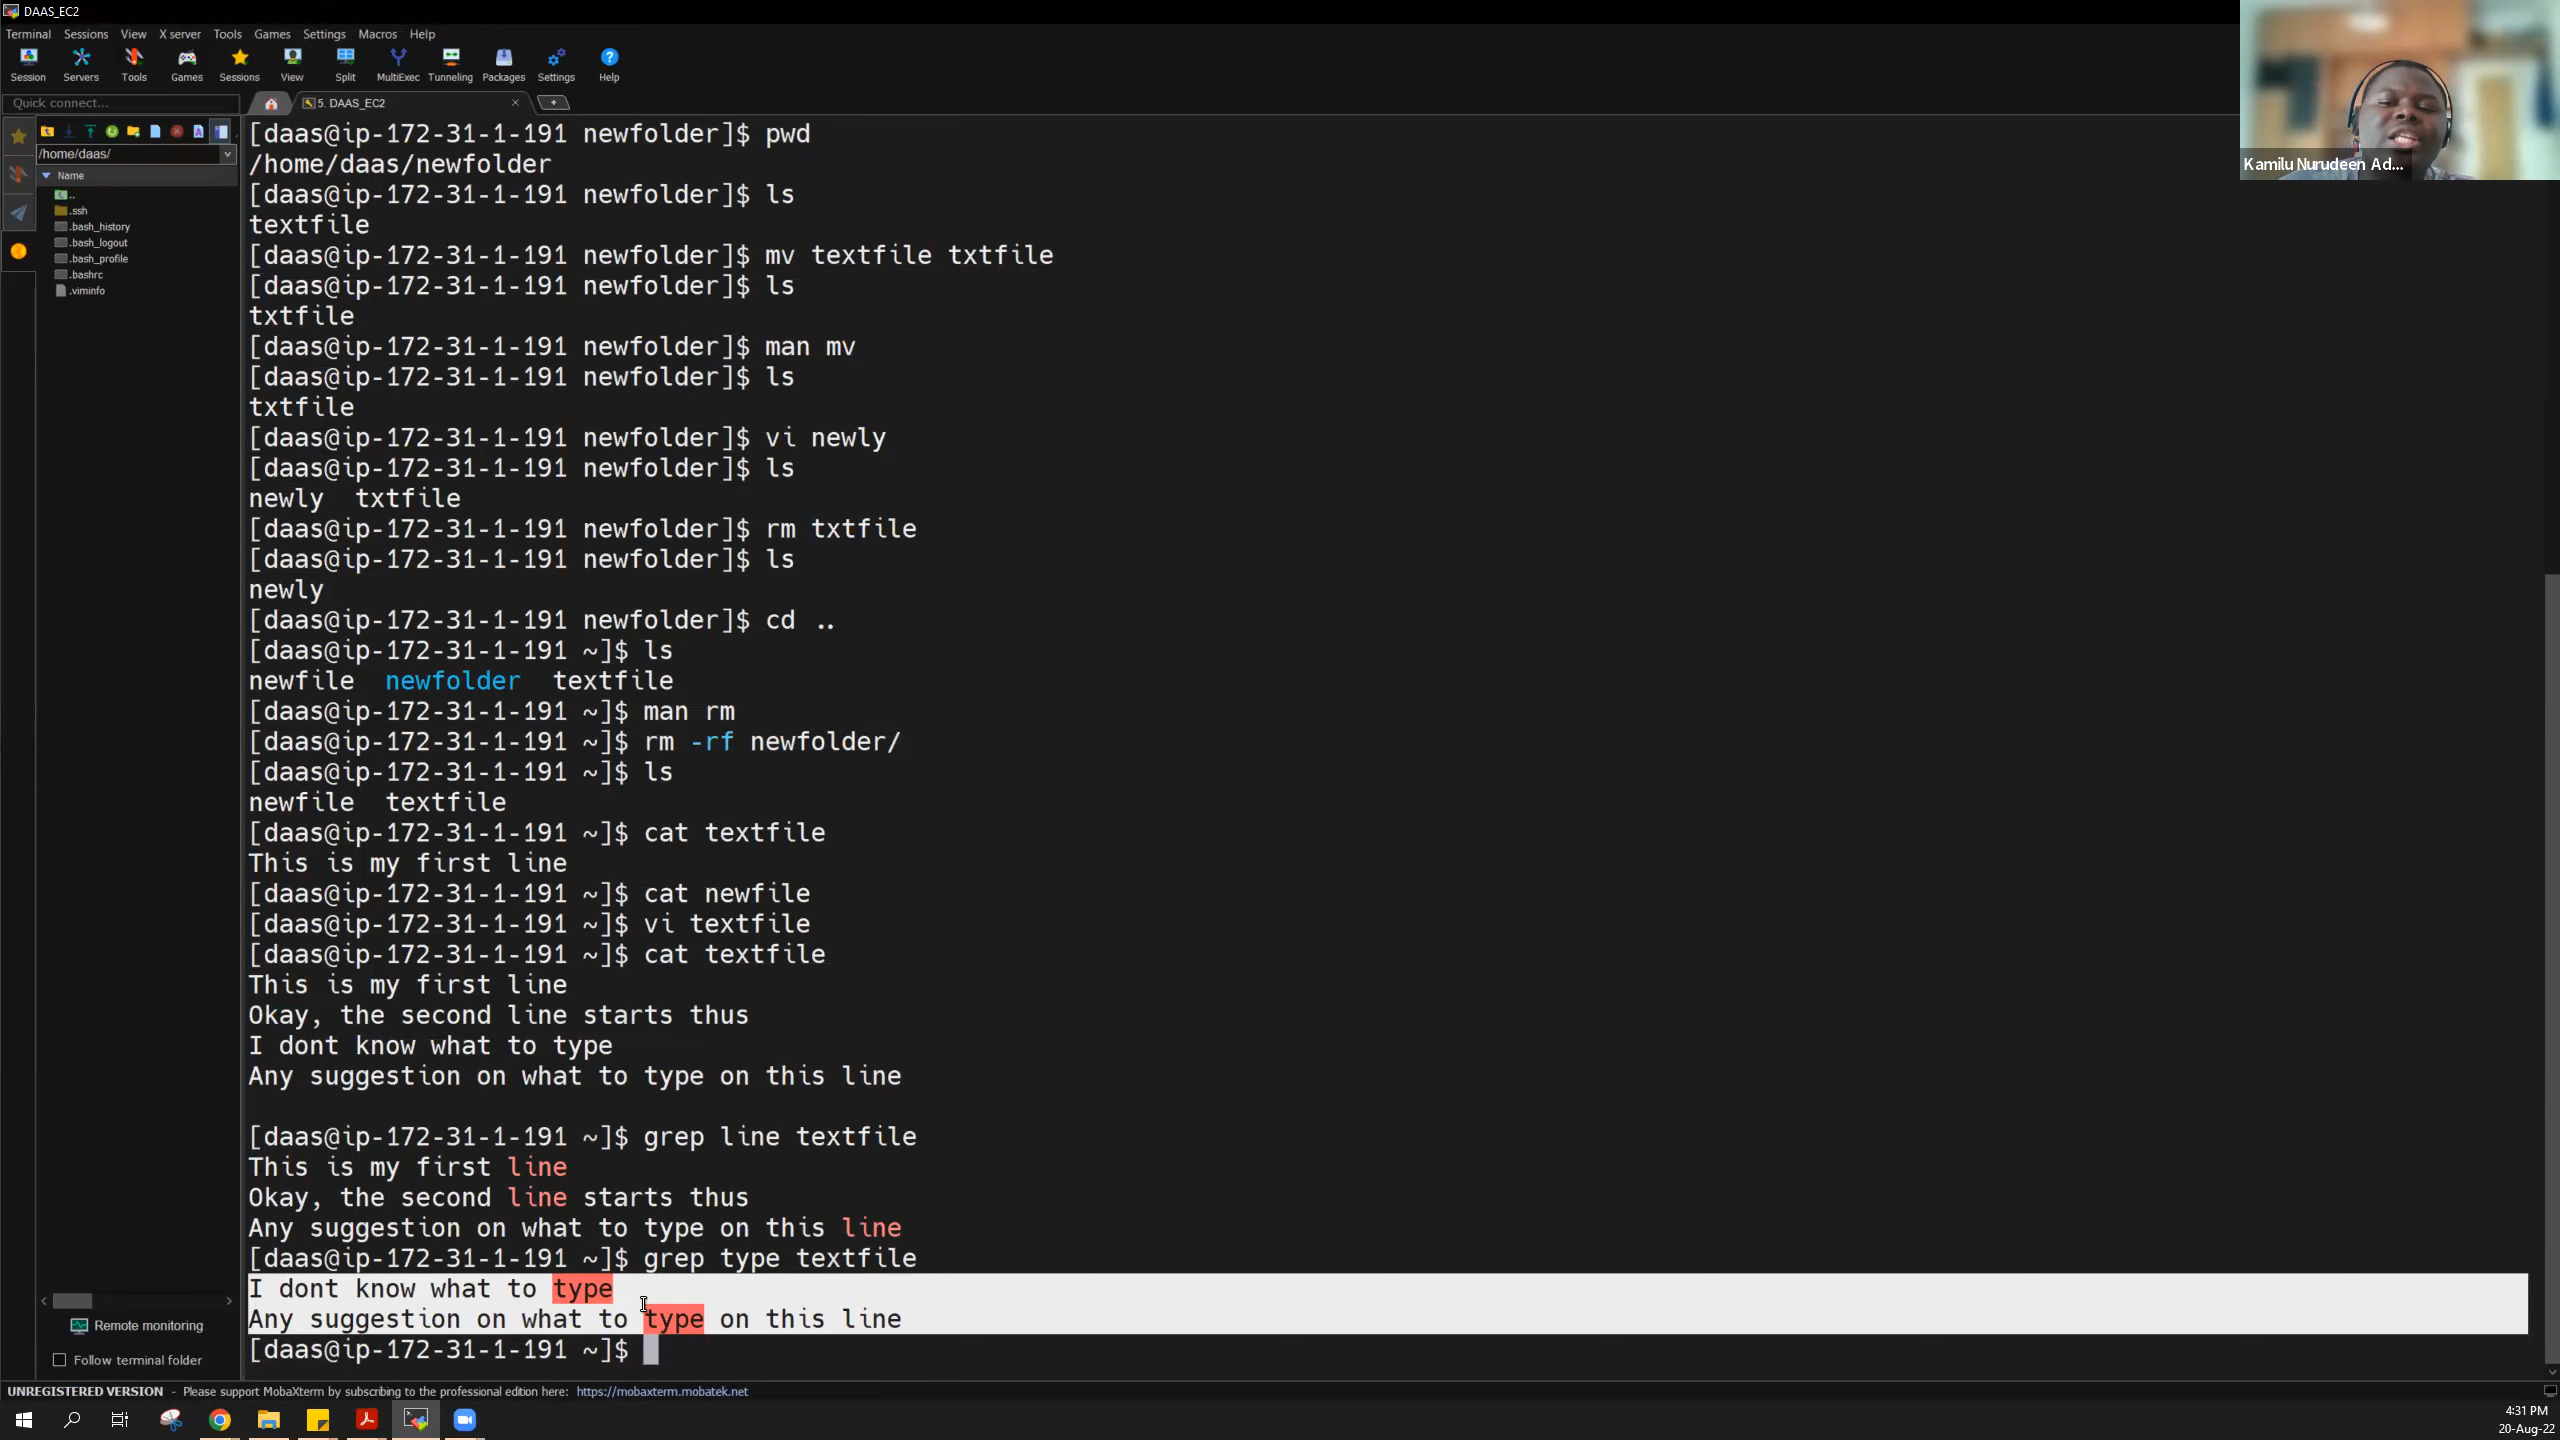 DAAS_EC2
Terminal Sessions View X server Tools Games Settings Macros Help
Session Servers Tools Games Sessions View Split MultiExec Tunneling Packages Settings Help
Quick connect...
5. DAAS_EC2
/home/daas/
Name
..
.ssh
.bash_history
.bash_logout
.bash_profile
.bashrc
.viminfo
[daas@ip-172-31-1-191 newfolder]$ pwd
/home/daas/newfolder
[daas@ip-172-31-1-191 newfolder]$ ls
textfile
[daas@ip-172-31-1-191 newfolder]$ mv textfile txtfile
[daas@ip-172-31-1-191 newfolder]$ ls
txtfile
[daas@ip-172-31-1-191 newfolder]$ man mv
[daas@ip-172-31-1-191 newfolder]$ ls
txtfile
[daas@ip-172-31-1-191 newfolder]$ vi newly
[daas@ip-172-31-1-191 newfolder]$ ls
newly  txtfile
[daas@ip-172-31-1-191 newfolder]$ rm txtfile
[daas@ip-172-31-1-191 newfolder]$ ls
newly
[daas@ip-172-31-1-191 newfolder]$ cd ..
[daas@ip-172-31-1-191 ~]$ ls
newfile  newfolder  textfile
[daas@ip-172-31-1-191 ~]$ man rm
[daas@ip-172-31-1-191 ~]$ rm -rf newfolder/
[daas@ip-172-31-1-191 ~]$ ls
newfile  textfile
[daas@ip-172-31-1-191 ~]$ cat textfile
This is my first line
[daas@ip-172-31-1-191 ~]$ cat newfile
[daas@ip-172-31-1-191 ~]$ vi textfile
[daas@ip-172-31-1-191 ~]$ cat textfile
This is my first line
Okay, the second line starts thus
I dont know what to type
Any suggestion on what to type on this line
[daas@ip-172-31-1-191 ~]$ grep line textfile
This is my first line
Okay, the second line starts thus
Any suggestion on what to type on this line
[daas@ip-172-31-1-191 ~]$ grep type textfile
I dont know what to type
Any suggestion on what to type on this line
[daas@ip-172-31-1-191 ~]$
Kamilu Nurudeen Ad...
Remote monitoring
Follow terminal folder
UNREGISTERED VERSION - Please support MobaXterm by subscribing to the professional edition here: https://mobaxterm.mobatek.net
4:31 PM
20-Aug-22